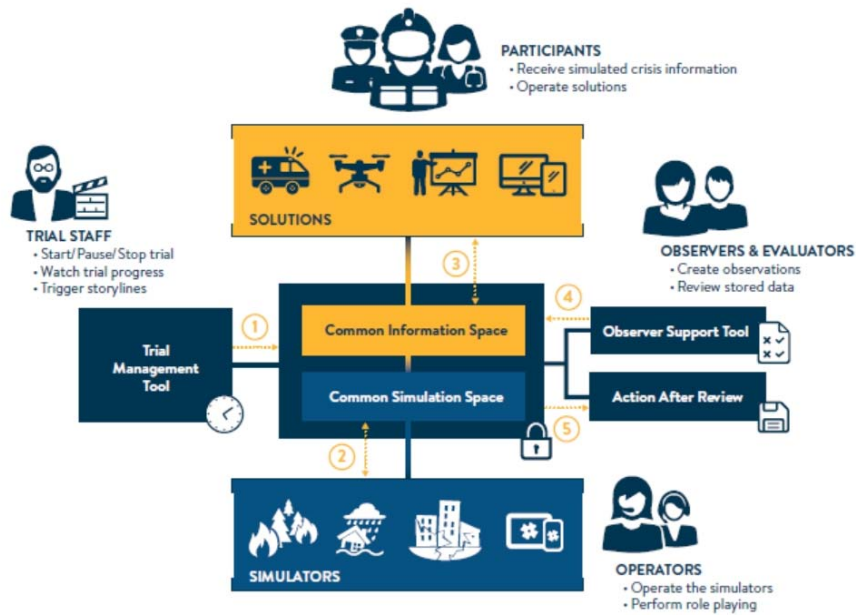 PARTICIPANTS
• Receive simulated crisis information
• Operate solutions
SOLUTIONS
TRIAL STAFF
• Start/Pause/Stop trial
• Watch trial progress
• Trigger storylines
OBSERVERS & EVALUATORS
• Create observations
• Review stored data
3
1
4
Trial
Management
Tool
Common Information Space
Common Simulation Space
Observer Support Tool
Action After Review
5
2
SIMULATORS
OPERATORS
• Operate the simulators
• Perform role playing